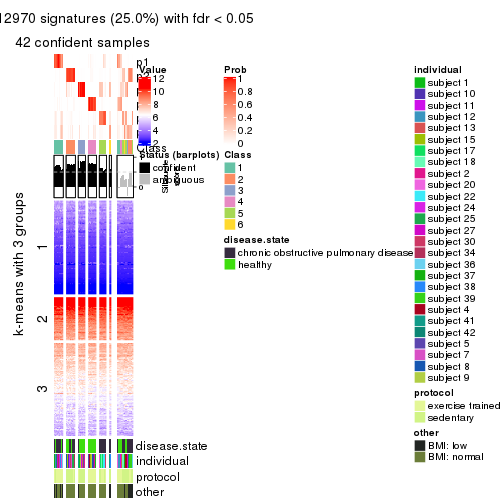 12970 signatures (25.0%) with fdr < 0.05
42 confident samples
k-means with 3 groups
1
2
3
p1
Class
Value
12
10
8
6
4
2
Prob
1
0.8
0.6
0.4
0.2
0
Status (barplots)
confident
ambiguous
Class
1
2
3
4
5
6
disease.state
chronic obstructive pulmonary disease
healthy
disease.state
individual
protocol
other
individual
subject 1
subject 10
subject 11
subject 12
subject 13
subject 15
subject 17
subject 18
subject 2
subject 20
subject 22
subject 24
subject 25
subject 27
subject 30
subject 34
subject 36
subject 37
subject 38
subject 39
subject 4
subject 41
subject 42
subject 5
subject 7
subject 8
subject 9
protocol
exercise trained
sedentary
other
BMI: low
BMI: normal